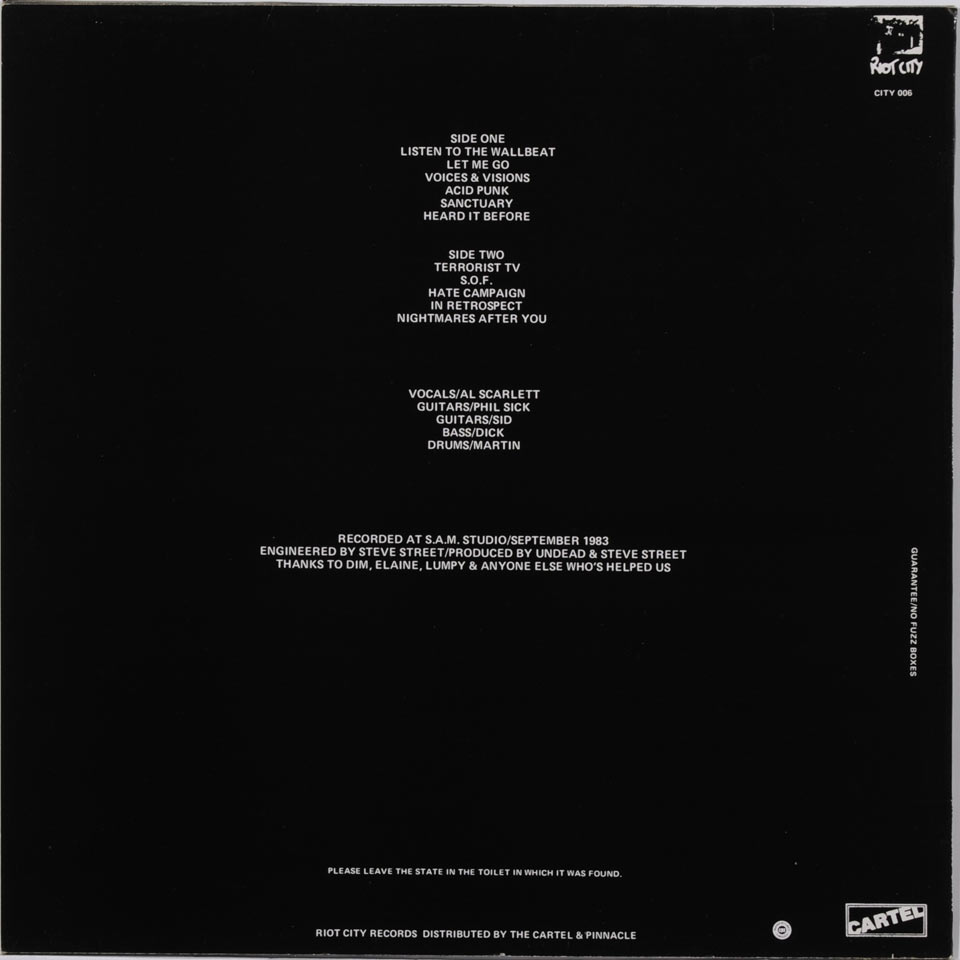 RIOT CITY
CITY 006
SIDE ONE
LISTEN TO THE WALLBEAT
LET ME GO
VOICES & VISIONS
ACID PUNK
SANCTUARY
HEARD IT BEFORE
SIDE TWO
TERRORIST TV
S.O.F.
HATE CAMPAIGN
IN RETROSPECT
NIGHTMARES AFTER YOU
VOCALS/AL SCARLETT
GUITARS/PHIL SICK
GUITARS/SID
BASS/DICK
DRUMS/MARTIN
RECORDED AT S.A.M. STUDIO/SEPTEMBER 1983
ENGINEERED BY STEVE STREET/PRODUCED BY UNDEAD & STEVE STREET
THANKS TO DIM, ELAINE, LUMPY & ANYONE ELSE WHO'S HELPED US
GUARANTEE/NO FUZZ BOXES
PLEASE LEAVE THE STATE IN THE TOILET IN WHICH IT WAS FOUND.
RIOT CITY RECORDS DISTRIBUTED BY THE CARTEL & PINNACLE
CARTEL